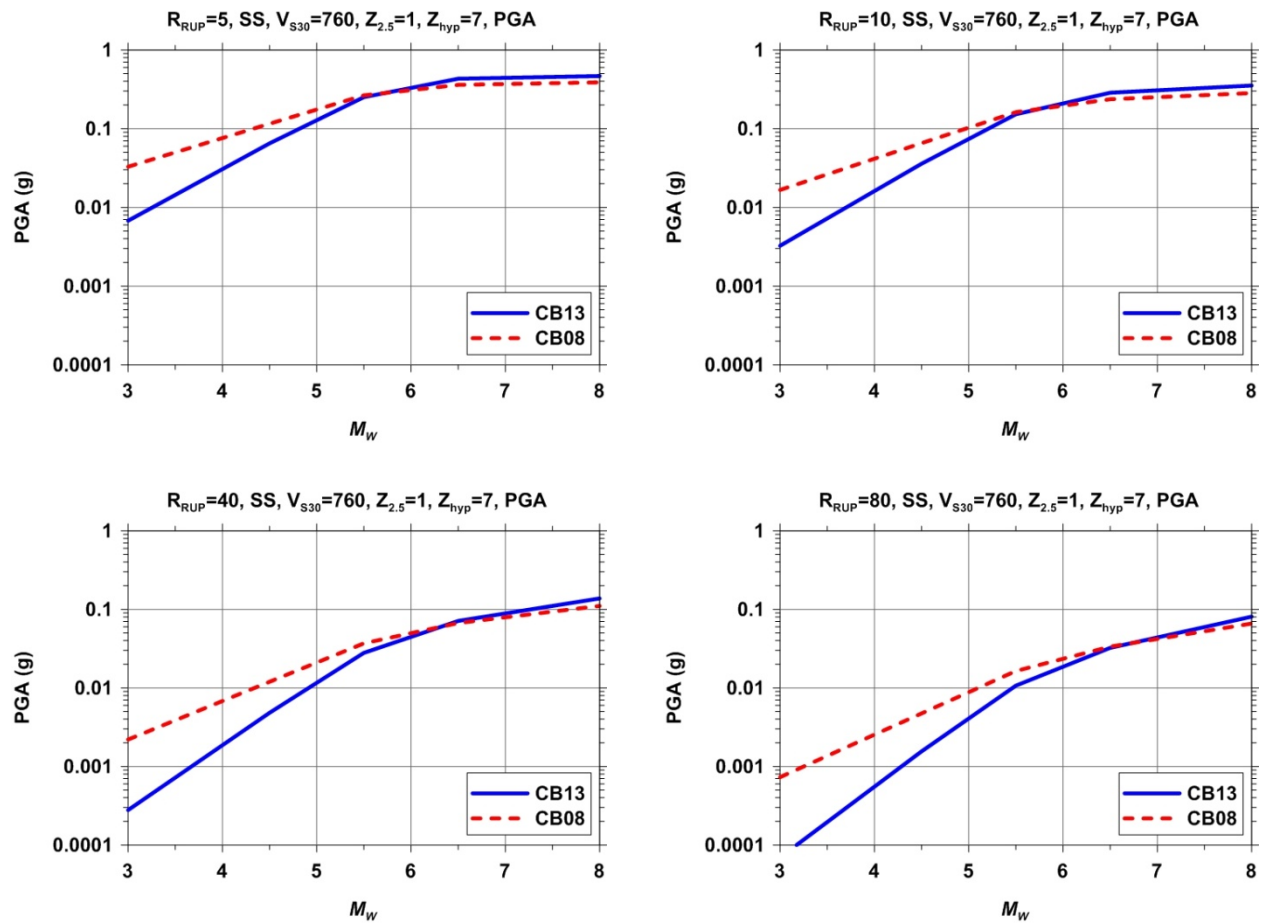 R_RUP=5, SS, V_S30=760, Z_2.5=1, Z_hyp=7, PGA
1
0.1
0.01
0.001
0.0001
PGA (g)
CB13
CB08
3 4 5 6 7 8
M_W
R_RUP=10, SS, V_S30=760, Z_2.5=1, Z_hyp=7, PGA
1
0.1
0.01
0.001
0.0001
PGA (g)
CB13
CB08
3 4 5 6 7 8
M_W
R_RUP=40, SS, V_S30=760, Z_2.5=1, Z_hyp=7, PGA
1
0.1
0.01
0.001
0.0001
PGA (g)
CB13
CB08
3 4 5 6 7 8
M_W
R_RUP=80, SS, V_S30=760, Z_2.5=1, Z_hyp=7, PGA
1
0.1
0.01
0.001
0.0001
PGA (g)
CB13
CB08
3 4 5 6 7 8
M_W